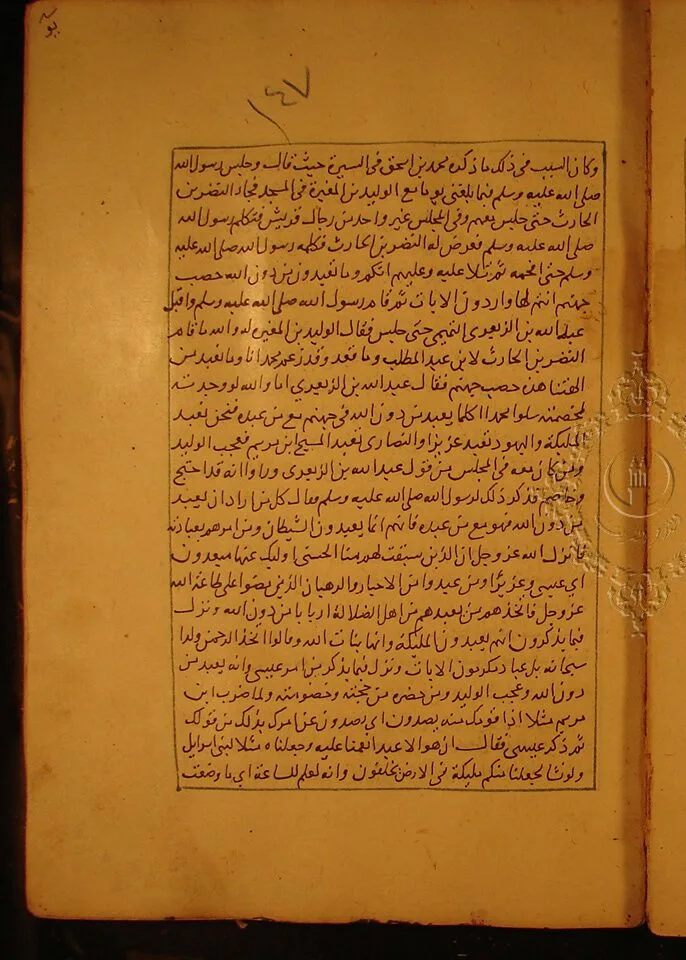 ١٤٧
وكان السبب في ذلك ما ذكره محمد بن اسحق في السيرة حيث قال وجلس رسول الله
صلى الله عليه وسلم فيما بلغني يوما مع الوليد بن المغيرة في المسجد فجاء النضر بن
الحارث حتى جلس معهم وفي المجلس غير واحد من رجال قريش فتكلم رسول الله
صلى الله عليه وسلم فعرض له النضر بن الحارث فكلمه رسول الله صلى الله عليه
وسلم حتى افحمه ثم تلا عليه وعليهم انكم وما تعبدون من دون الله حصب
جهنم انتم لها واردون الايات ثم قام رسول الله صلى الله عليه وسلم واقبل
عبد الله بن الزبعرى التميمي حتى جلس فقال الوليد بن المغيرة له والله ما قام
النضر بن الحارث لابن عبد المطلب وما قعد وقد زعم محمد انا وما نعبد من
الهتنا هذه حصب جهنم فقال عبد الله بن الزبعرى اما والله لو وجدته
لخصمته سلوا محمدا اكلما يعبد من دون الله في جهنم مع من عبده فنحن نعبد
المليكة واليهود تعبد عزيرا والنصارى تعبد المسيح ابن مريم فعجب الوليد
ومن كان معه في المجلس من قول عبد الله بن الزبعرى وراوا انه قد احتج
وخاصم فذكر ذلك لرسول الله صلى الله عليه وسلم فقال كل من اراد ان يعبد
من دون الله فهو مع من عبده فانهم انما يعبدون الشيطان ومن امرهم بعبادته
فانزل الله عز وجل ان الذين سبقت لهم منا الحسنى اوليك عنها مبعدون
اي عيسى وعزيرا ومن عبدوا من الاحبار والرهبان الذين مضوا على طاعة الله
عز وجل فاتخذهم من يعبدهم من اهل الضلالة اربابا من دون الله ونزل
فيما يذكرون انهم يعبدون المليكة وانها بنات الله وقالوا اتخذ الرحمن ولدا
سبحانه بل عباد مكرمون الايات ونزل فيما يذكر من امر عيسى وانه يعبد من
دون الله وعجب الوليد ومن حضره من حجته وخصومته ولما ضرب ابن
مريم مثلا اذا قومك منه يصدون اي يصدون عن امرك بذلك من قولك
ثم ذكر عيسى فقال ان هو الا عبد انعمنا عليه وجعلناه مثلا لبني اسرايل
ولو نشا لجعلنا منكم مليكة في الارض يخلفون وانه لعلم للساعة اي ما وضعت